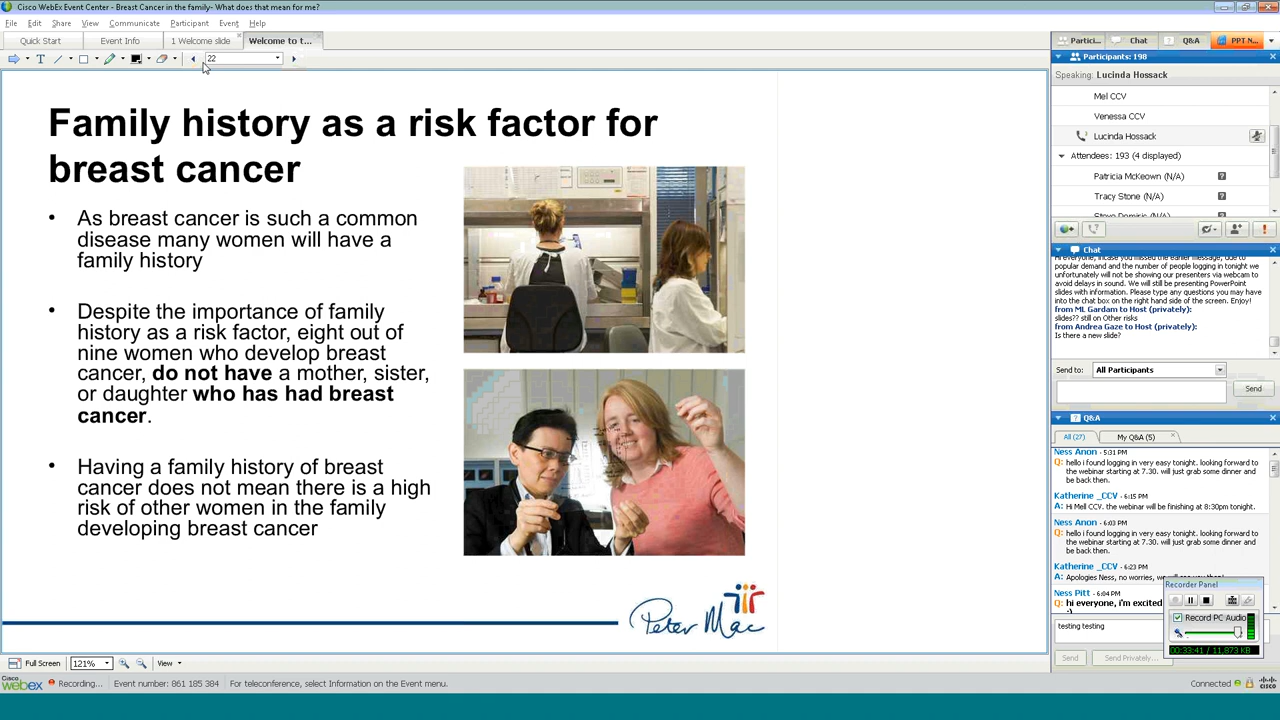 Cisco WebEx Event Center - Breast Cancer in the family- What does that mean for me?
File Edit Share View Communicate Participant Event Help
Quick Start Event Info 1 Welcome slide Welcome to t...
22
Family history as a risk factor for
breast cancer
• As breast cancer is such a common
disease many women will have a
family history
• Despite the importance of family
history as a risk factor, eight out of
nine women who develop breast
cancer, do not have a mother, sister,
or daughter who has had breast
cancer.
• Having a family history of breast
cancer does not mean there is a high
risk of other women in the family
developing breast cancer
Peter Mac
Partici... Chat Q&A PPT N...
Participants: 198
Speaking: Lucinda Hossack
Mel CCV
Venessa CCV
Lucinda Hossack
Attendees: 193 (4 displayed)
Patricia McKeown (N/A)
Tracy Stone (N/A)
Chat
Hi everyone, incase you missed the earlier message, due to
popular demand and the number of people logging in tonight we
unfortunately will not be showing our presenters via webcam to
avoid delays in sound. We will still be presenting PowerPoint
slides with information. Please type any questions you may have
into the chat box on the right hand side of the screen. Enjoy!
from ML Gardam to Host (privately):
slides?? still on Other risks
from Andrea Gaze to Host (privately):
Is there a new slide?
Send to: All Participants
Send
Q&A
All (27) My Q&A (5)
Ness Anon - 5:31 PM
Q: hello i found logging in very easy tonight. looking forward to
the webinar starting at 7.30. will just grab some dinner and
be back then.
Katherine _CCV - 6:15 PM
A: Hi Mell CCV. the webinar will be finishing at 8:30pm tonight.
Ness Anon - 6:03 PM
Q: hello i found logging in very easy tonight. looking forward to
the webinar starting at 7.30. will just grab some dinner and
be back then.
Katherine _CCV - 6:23 PM
A: Apologies Ness, no worries,
Ness Pitt - 6:04 PM
Q: hi everyone, i'm excited
:)
testing testing
Send Send Privately...
Recorder Panel
Record PC Audio
00:33:41 / 11,873 KB
Full Screen 121% View
Cisco webex Recording... Event number: 861 185 384 For teleconference, select Information on the Event menu. Connected CISCO